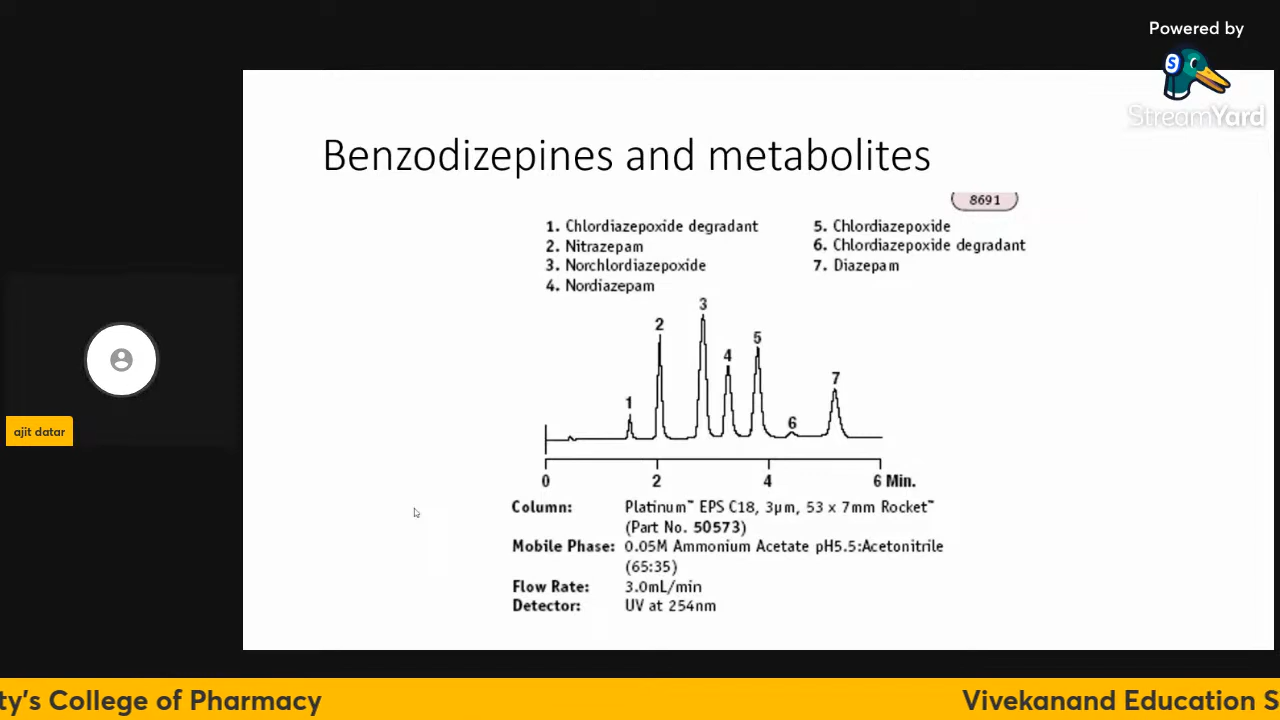 Powered by
S
StreamYard
Benzodizepines and metabolites
8691
1. Chlordiazepoxide degradant
2. Nitrazepam
3. Norchlordiazepoxide
4. Nordiazepam
5. Chlordiazepoxide
6. Chlordiazepoxide degradant
7. Diazepam
1 2 3 4 5 6 7
0 2 4 6 Min.
Column: Platinum™ EPS C18, 3µm, 53 x 7mm Rocket™
(Part No. 50573)
Mobile Phase: 0.05M Ammonium Acetate pH5.5:Acetonitrile
(65:35)
Flow Rate: 3.0mL/min
Detector: UV at 254nm
ajit datar
ty's College of Pharmacy
Vivekanand Education S